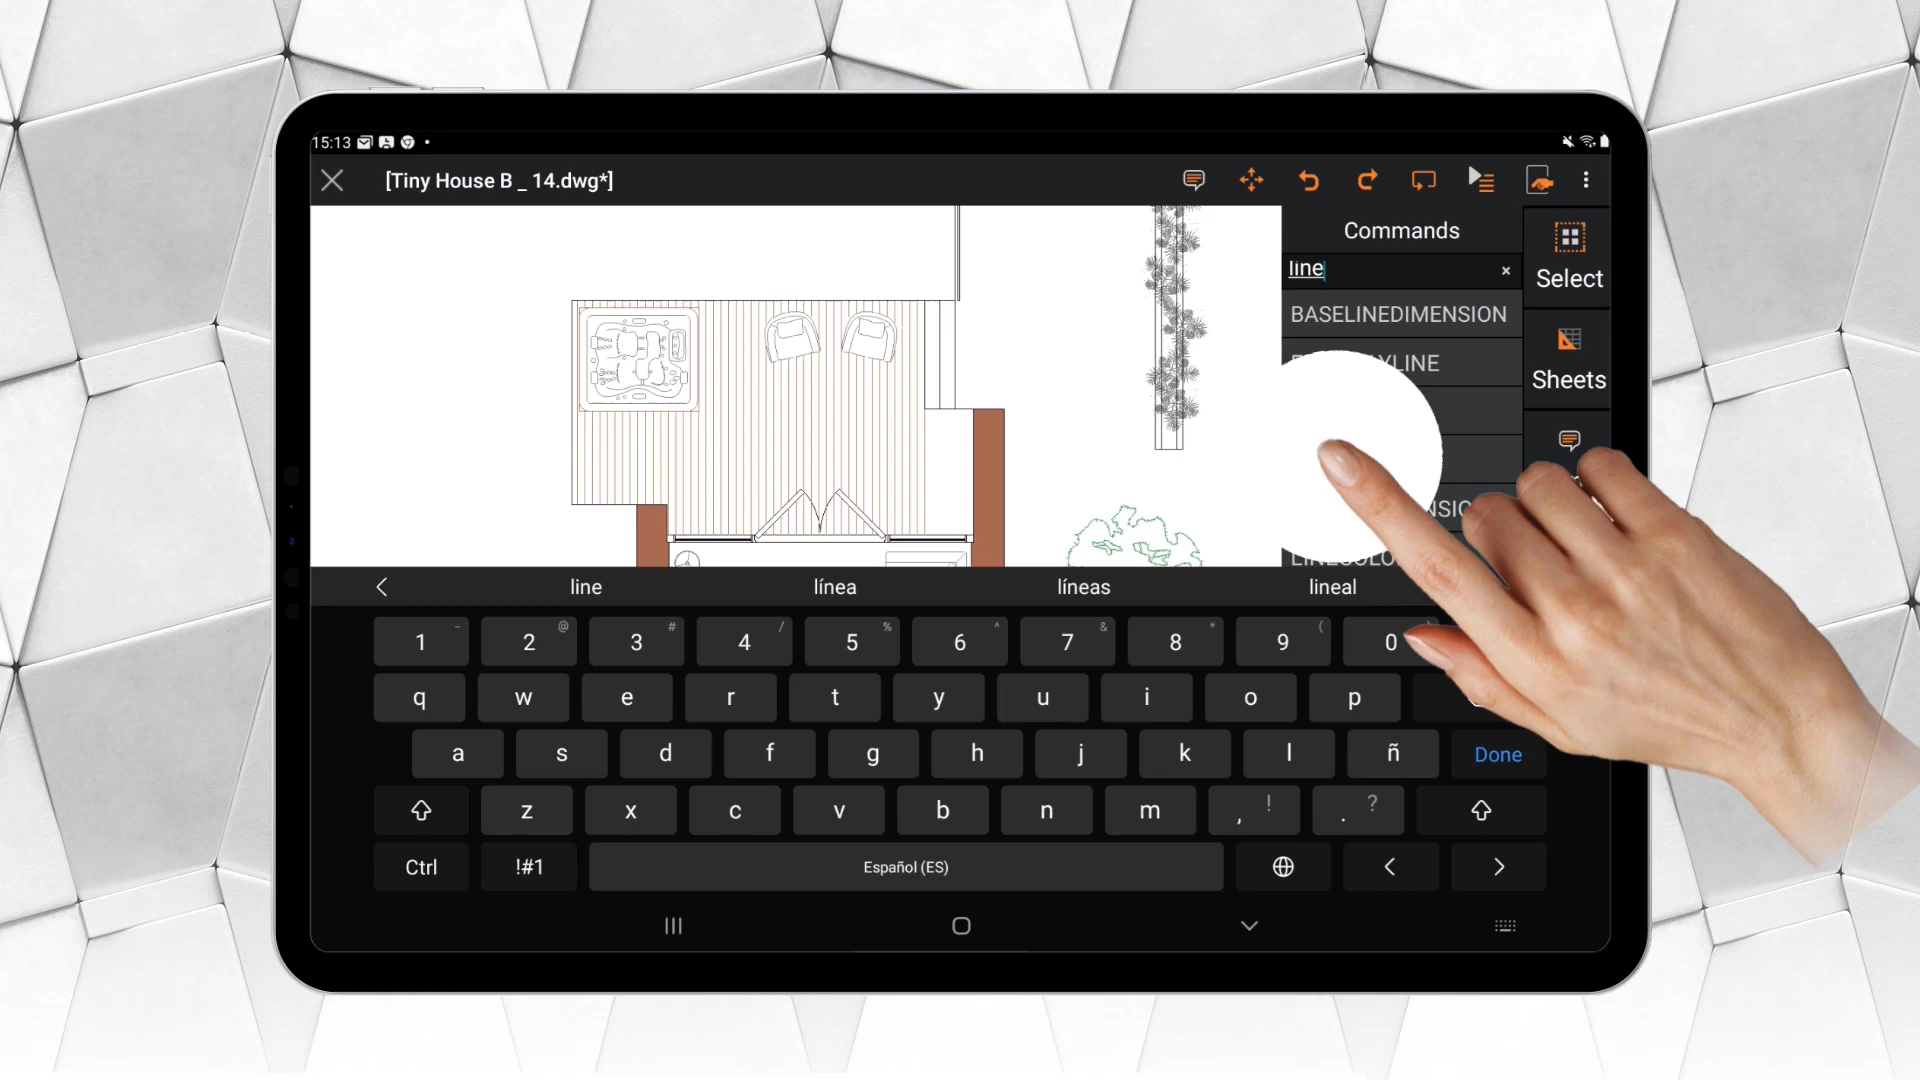 15:13
[Tiny House B _ 14.dwg*]
Commands
line
×
BASELINEDIMENSION
Select
Sheets
line
línea
líneas
lineal
1 - 2 @ 3 # 4 / 5 % 6 ^ 7 & 8 * 9 ( 0
q w e r t y u i o p
a s d f g h j k l ñ Done
z x c v b n m , ! . ?
Ctrl !#1 Español (ES) < >